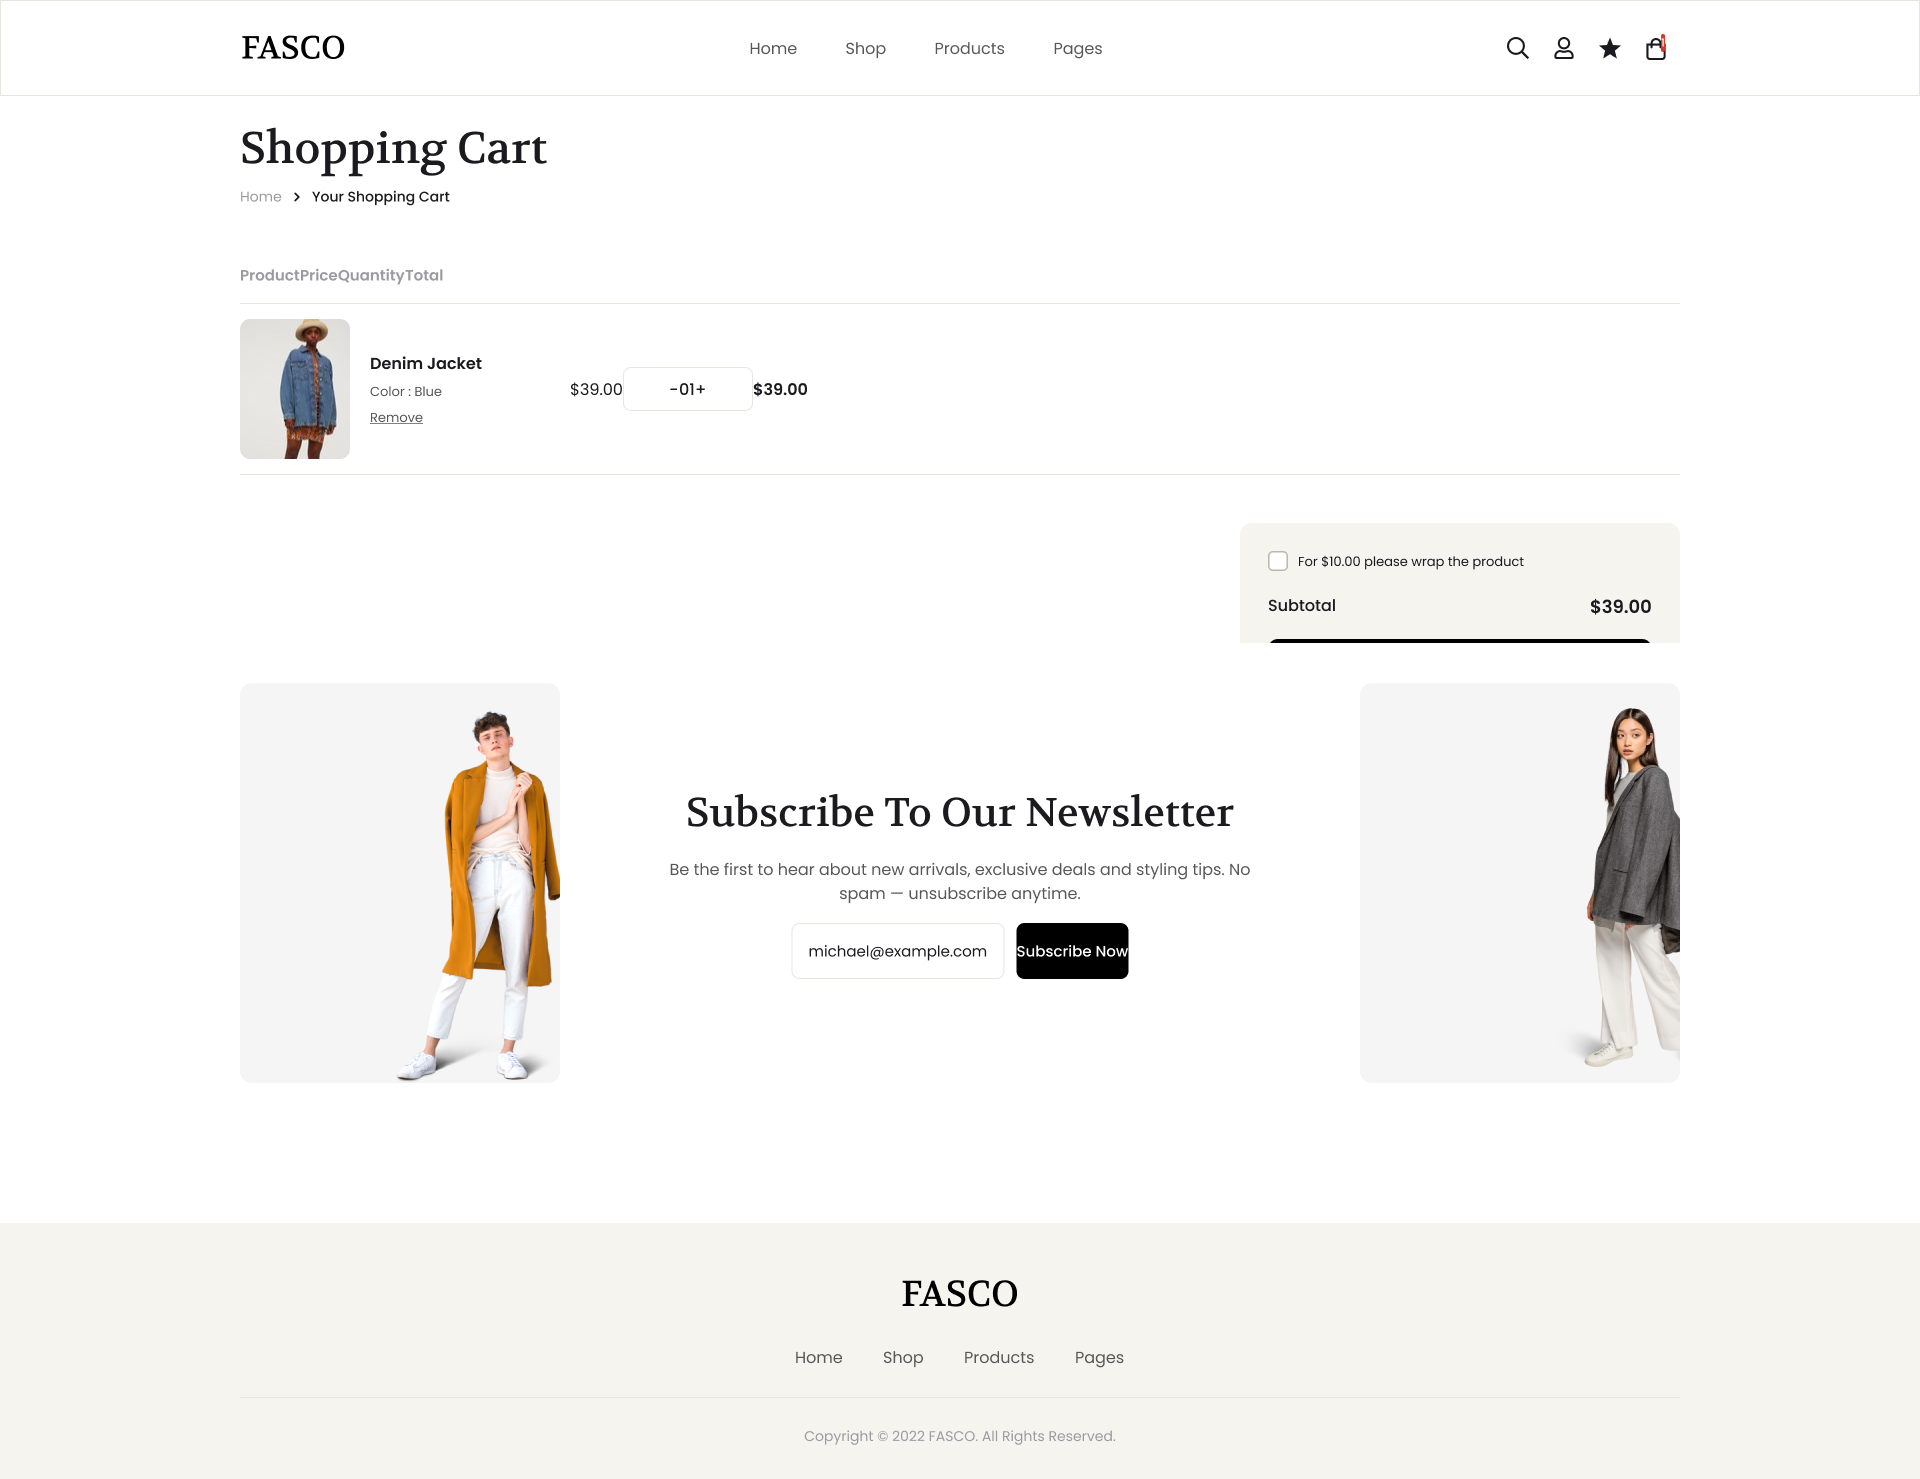 FASCO
Home Shop Products Pages
Shopping Cart
Home > Your Shopping Cart
ProductPriceQuantityTotal
Denim Jacket
Color : Blue
Remove
$39.00 -01+ $39.00
For $10.00 please wrap the product
Subtotal $39.00
Subscribe To Our Newsletter
Be the first to hear about new arrivals, exclusive deals and styling tips. No
spam — unsubscribe anytime.
michael@example.com Subscribe Now
FASCO
Home Shop Products Pages
Copyright © 2022 FASCO. All Rights Reserved.